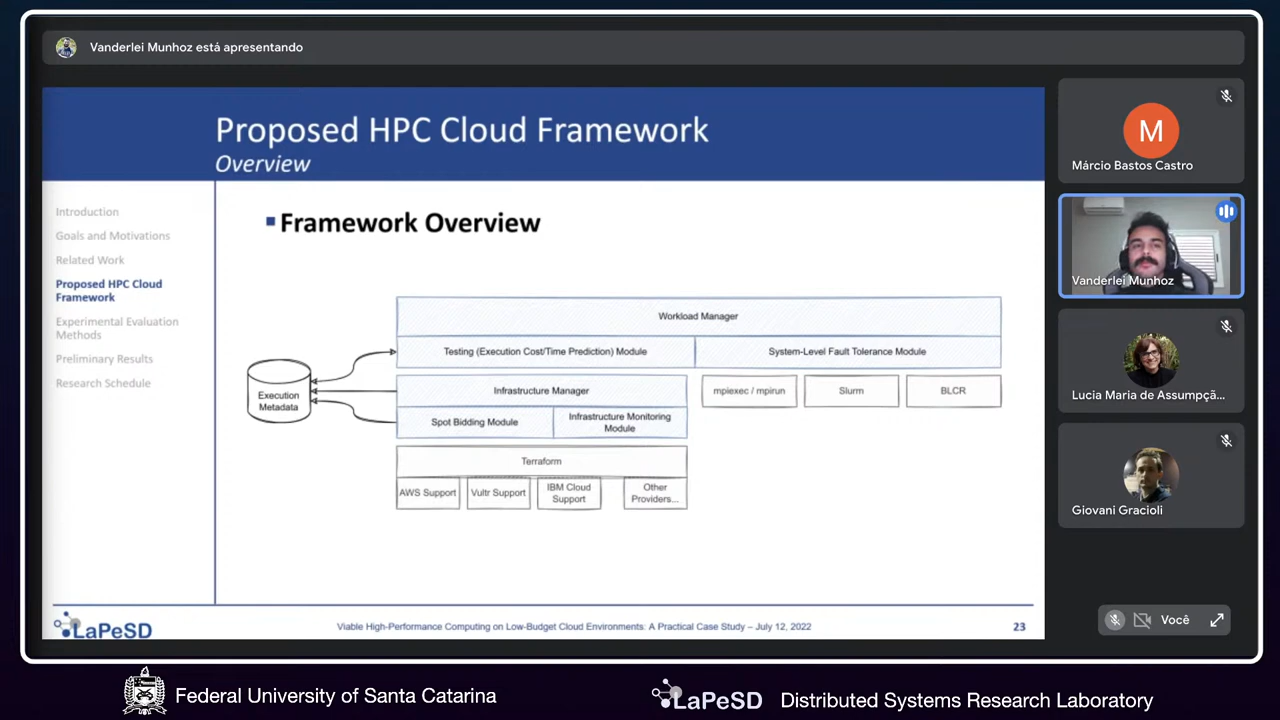 Vanderlei Munhoz está apresentando
Proposed HPC Cloud Framework
Overview
Introduction
Goals and Motivations
Related Work
Proposed HPC Cloud
Framework
Experimental Evaluation
Methods
Preliminary Results
Research Schedule
▪ Framework Overview
Workload Manager
Testing (Execution Cost/Time Prediction) Module
System-Level Fault Tolerance Module
Execution
Metadata
Infrastructure Manager
mpiexec / mpirun
Slurm
BLCR
Spot Bidding Module
Infrastructure Monitoring
Module
Terraform
AWS Support
Vultr Support
IBM Cloud
Support
Other
Providers...
LaPeSD
Viable High-Performance Computing on Low-Budget Cloud Environments: A Practical Case Study – July 12, 2022
23
M
Márcio Bastos Castro
Vanderlei Munhoz
Lucia Maria de Assumpçã...
Giovani Gracioli
Você
Federal University of Santa Catarina
LaPeSD
Distributed Systems Research Laboratory